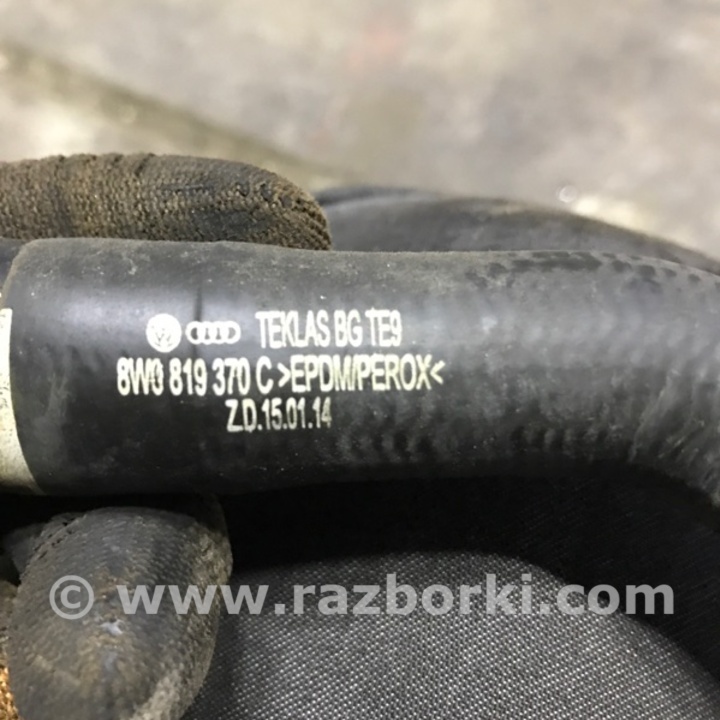 TEKLAS BG TE9
8W0 819 370 C >EPDM/PEROX<
Z.D.15.01.14
© www.razborki.com